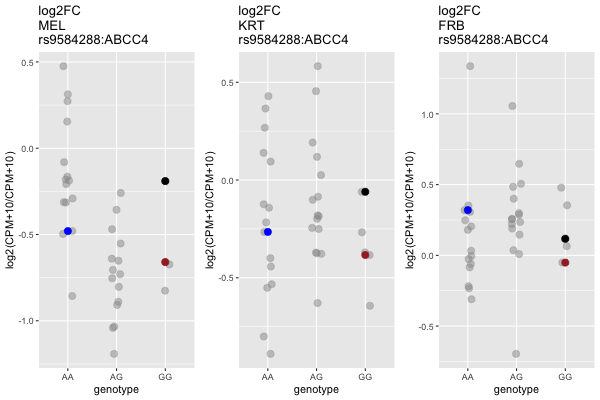 log2FC
MEL
rs9584288:ABCC4
log2(CPM+10/CPM+10)
0.5
0.0
-0.5
-1.0
AA AG GG
genotype
log2FC
KRT
rs9584288:ABCC4
log2(CPM+10/CPM+10)
0.5
0.0
-0.5
AA AG GG
genotype
log2FC
FRB
rs9584288:ABCC4
log2(CPM+10/CPM+10)
1.0
0.5
0.0
-0.5
AA AG GG
genotype